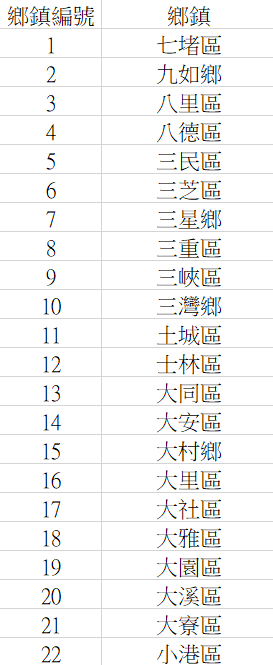 鄉鎮編號 鄉鎮
1 七堵區
2 九如鄉
3 八里區
4 八德區
5 三民區
6 三芝區
7 三星鄉
8 三重區
9 三峽區
10 三灣鄉
11 土城區
12 士林區
13 大同區
14 大安區
15 大村鄉
16 大里區
17 大社區
18 大雅區
19 大園區
20 大溪區
21 大寮區
22 小港區